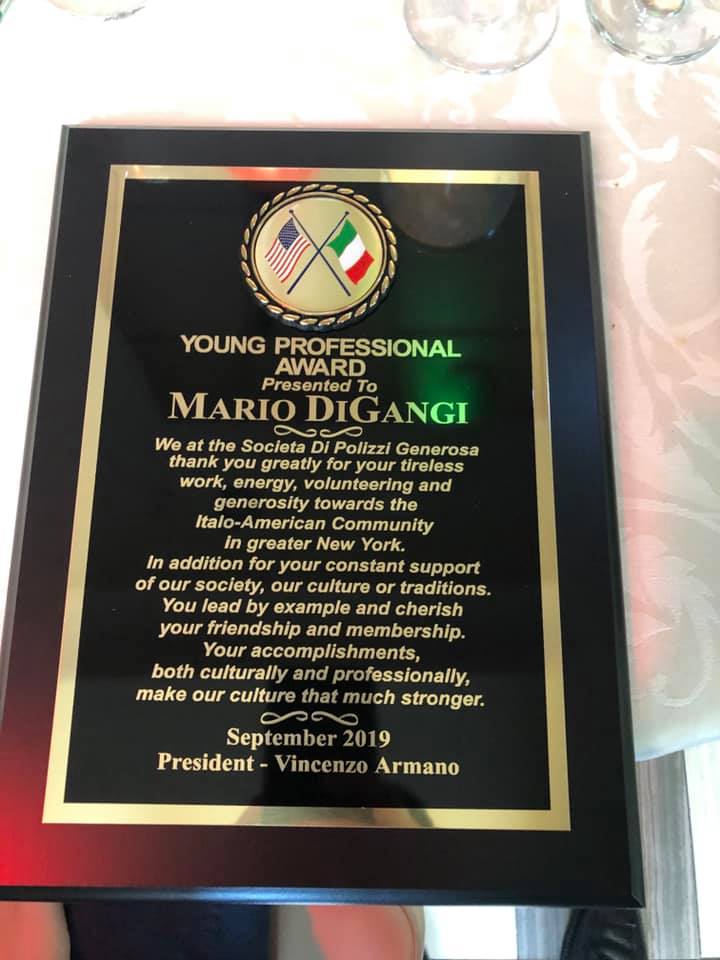 YOUNG PROFESSIONAL
AWARD
Presented To
MARIO DIGANGI
We at the Societa Di Polizzi Generosa
thank you greatly for your tireless
work, energy, volunteering and
generosity towards the
Italo-American Community
in greater New York.
In addition for your constant support
of our society, our culture or traditions.
You lead by example and cherish
your friendship and membership.
Your accomplishments,
both culturally and professionally,
make our culture that much stronger.
September 2019
President - Vincenzo Armano